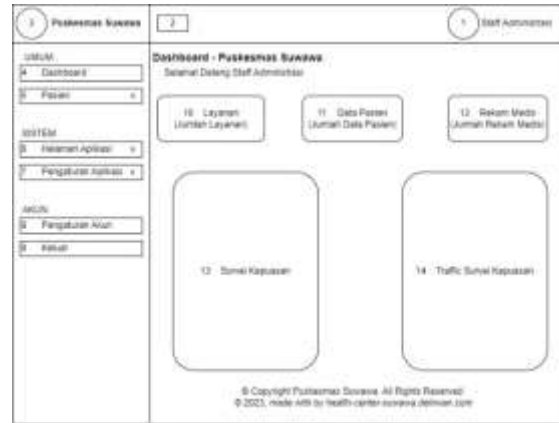 3 Puskesmas Suwawa
2
1 Staff Administrasi
UMUM
4 Dashboard
5 Pasien
SISTEM
6 Halaman Aplikasi
7 Pengaturan Aplikasi
AKUN
8 Pengaturan Akun
9 Keluar
Dashboard - Puskesmas Suwawa
Selamat Datang Staff Administrasi
10 Layanan
(Jumlah Layanan)
11 Data Pasien
(Jumlah Data Pasien)
12 Rekam Medis
(Jumlah Rekam Medis)
13 Survei Kepuasan
14 Traffic Survei Kepuasan
© Copyright Puskesmas Suwawa. All Rights Reserved
© 2023, made with by health-center-suwawa.